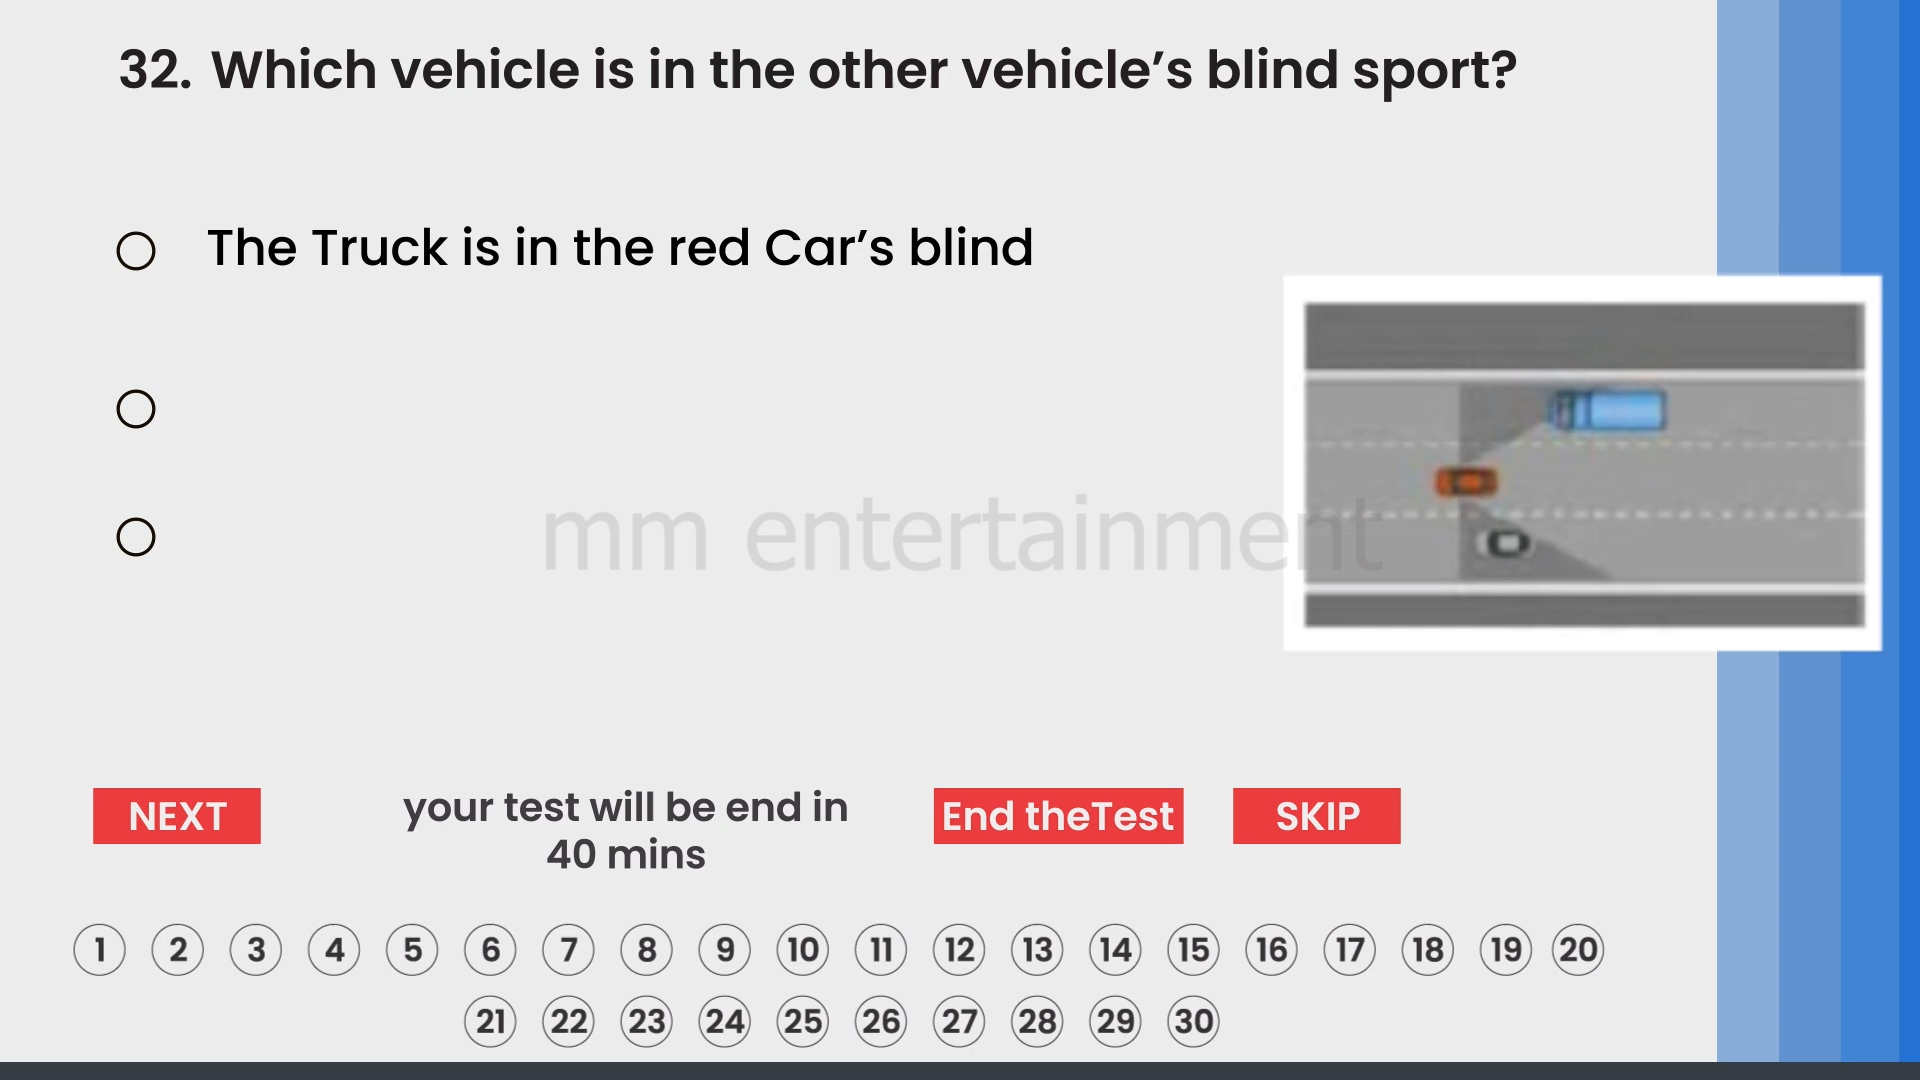 32. Which vehicle is in the other vehicle’s blind sport?
The Truck is in the red Car’s blind
mm entertainment
NEXT
your test will be end in
40 mins
End theTest
SKIP
1 2 3 4 5 6 7 8 9 10 11 12 13 14 15 16 17 18 19 20
21 22 23 24 25 26 27 28 29 30